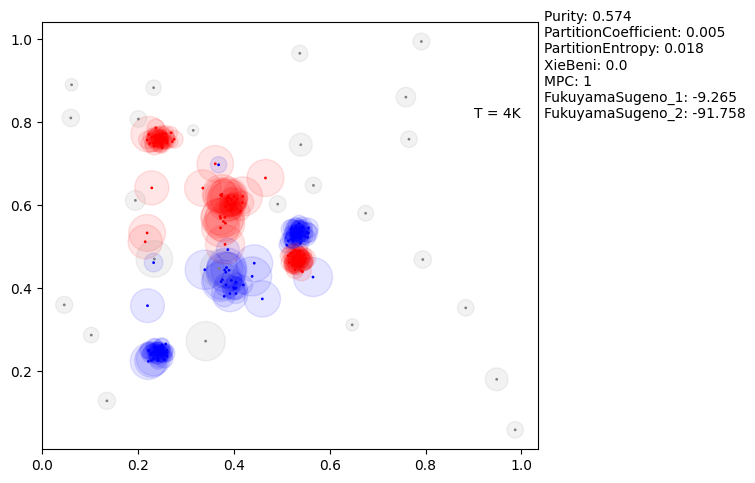 Purity: 0.574
PartitionCoefficient: 0.005
PartitionEntropy: 0.018
XieBeni: 0.0
MPC: 1
FukuyamaSugeno_1: -9.265
FukuyamaSugeno_2: -91.758
T = 4K
1.0
0.8
0.6
0.4
0.2
0.0 0.2 0.4 0.6 0.8 1.0